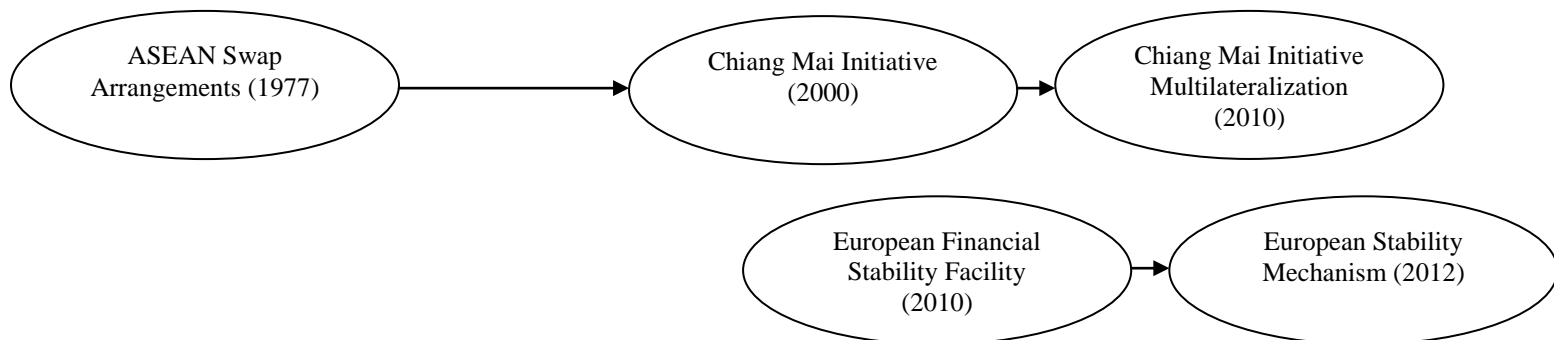 ASEAN Swap
Arrangements (1977)
Chiang Mai Initiative
(2000)
Chiang Mai Initiative
Multilateralization
(2010)
European Financial
Stability Facility
(2010)
European Stability
Mechanism (2012)